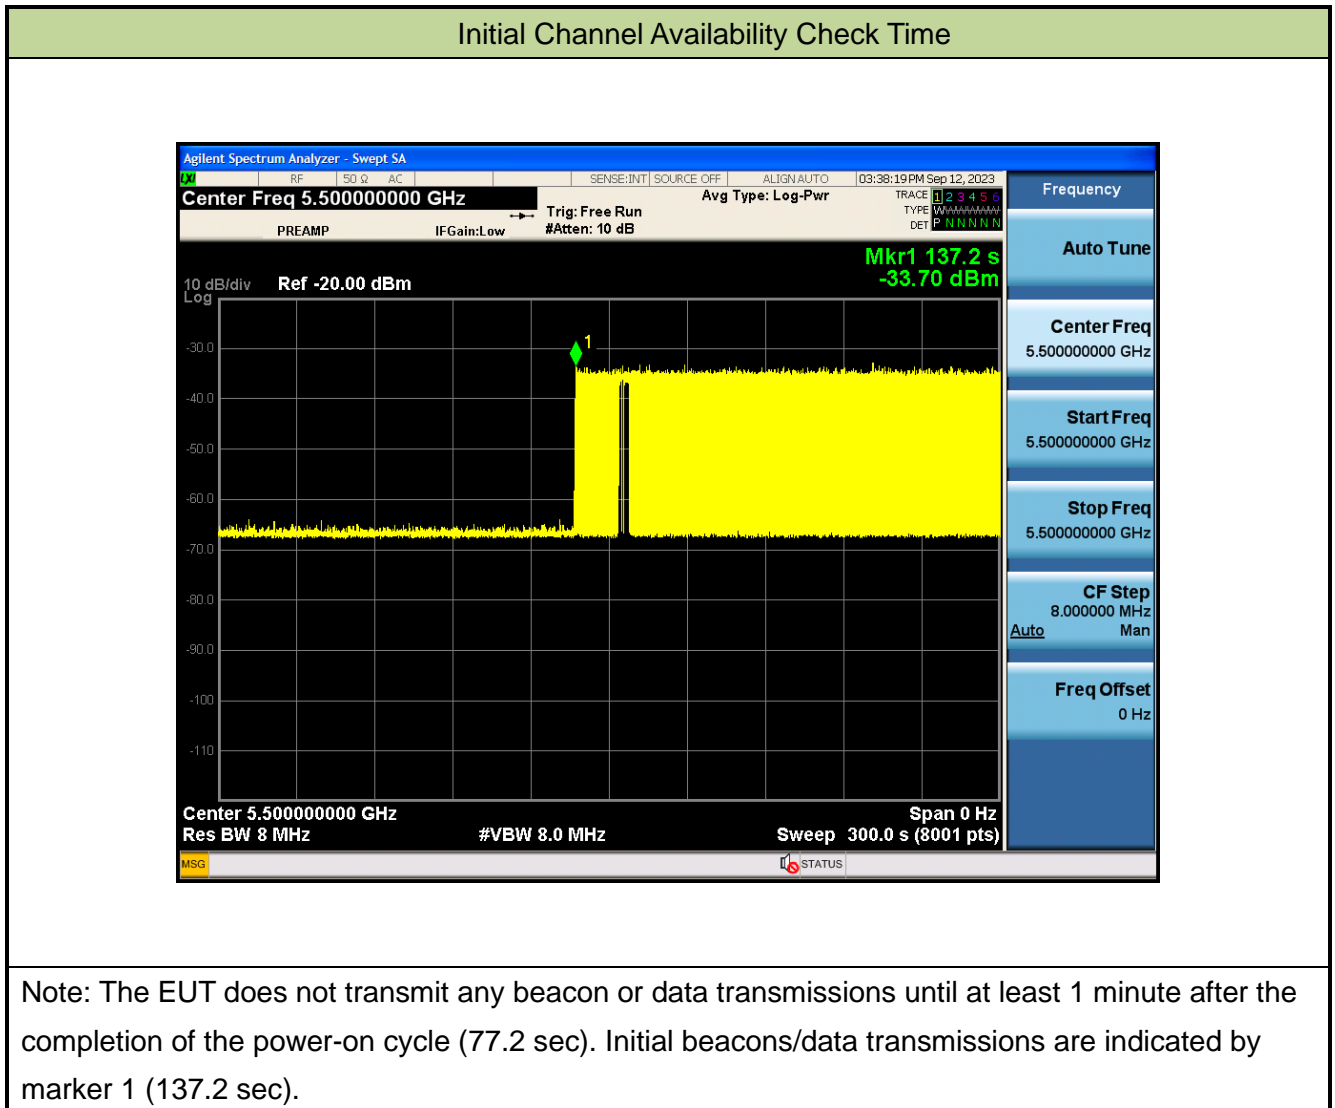 Initial Channel Availability Check Time
Agilent Spectrum Analyzer - Swept SA
LXI RF 50 Ω AC SENSE:INT SOURCE OFF ALIGN AUTO 03:38:19 PM Sep 12, 2023
Center Freq 5.500000000 GHz
PREAMP
IFGain:Low
Trig: Free Run
#Atten: 10 dB
Avg Type: Log-Pwr
TRACE 1 2 3 4 5 6
TYPE
DET P N N N N N
Mkr1 137.2 s
-33.70 dBm
10 dB/div Ref -20.00 dBm
Log
1
-30.0
-40.0
-50.0
-60.0
-70.0
-80.0
-90.0
-100
-110
Center 5.500000000 GHz Span 0 Hz
Res BW 8 MHz #VBW 8.0 MHz Sweep 300.0 s (8001 pts)
MSG STATUS
Frequency
Auto Tune
Center Freq
5.500000000 GHz
Start Freq
5.500000000 GHz
Stop Freq
5.500000000 GHz
CF Step
8.000000 MHz
Auto Man
Freq Offset
0 Hz
Note: The EUT does not transmit any beacon or data transmissions until at least 1 minute after the
completion of the power-on cycle (77.2 sec). Initial beacons/data transmissions are indicated by
marker 1 (137.2 sec).